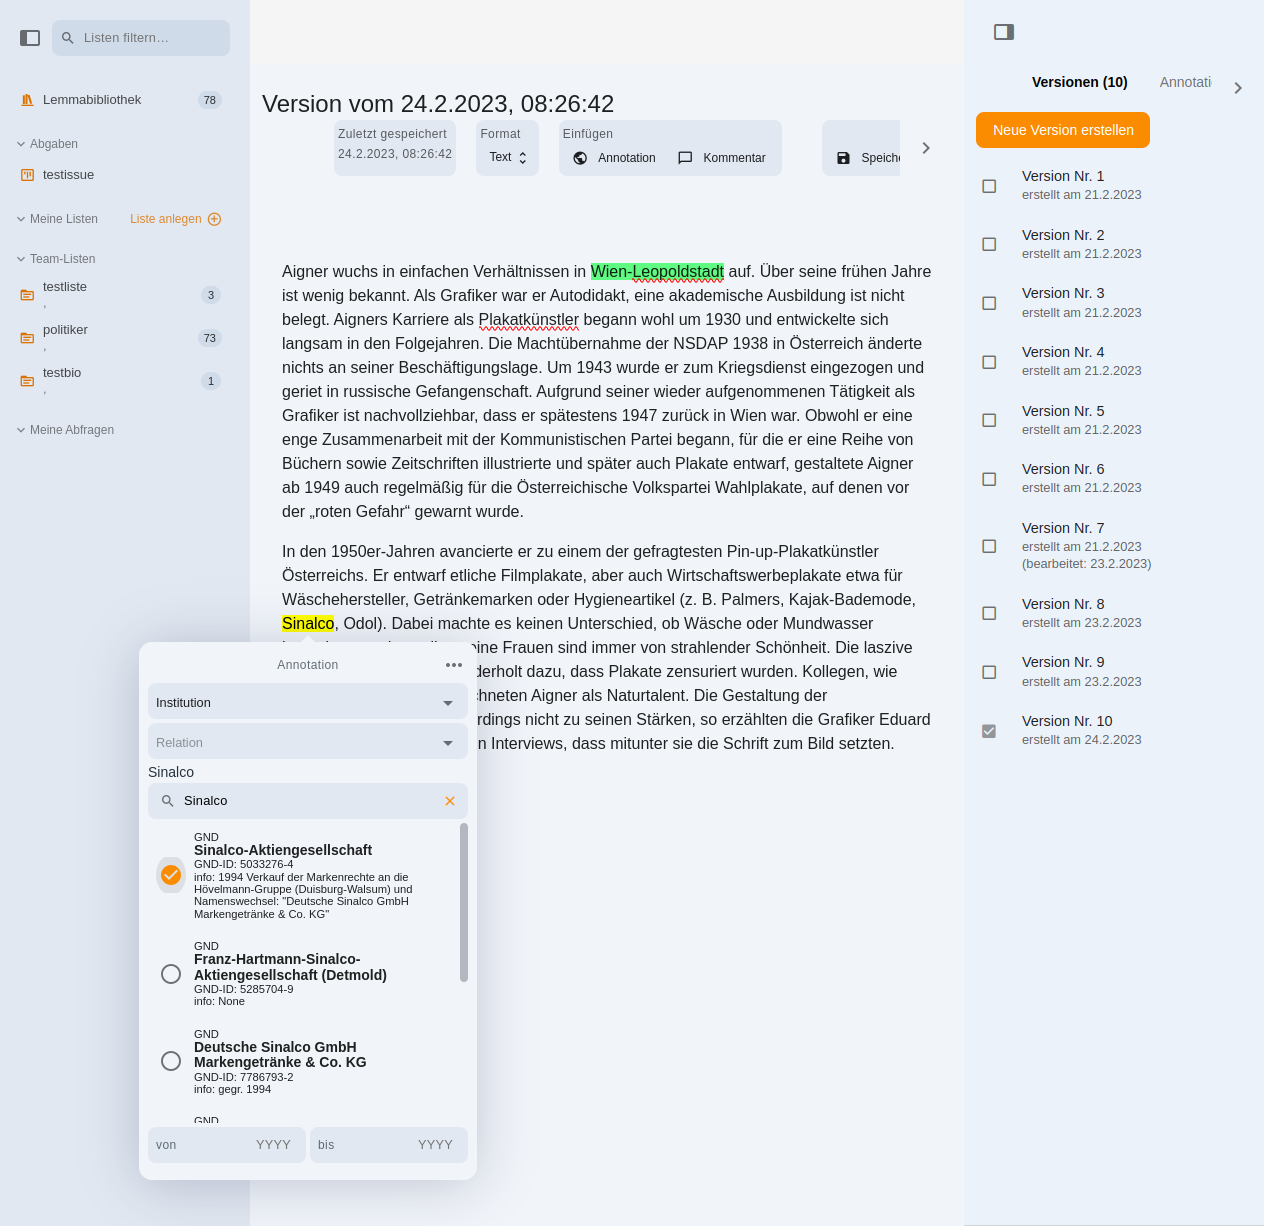 Listen filtern…
Lemmabibliothek 78
Abgaben
testissue
Meine Listen Liste anlegen
Team-Listen
testliste 3
,
politiker 73
,
testbio 1
,
Meine Abfragen
Version vom 24.2.2023, 08:26:42
Zuletzt gespeichert Format Einfügen
24.2.2023, 08:26:42 Text Annotation Kommentar Speiche
Aigner wuchs in einfachen Verhältnissen in Wien-Leopoldstadt auf. Über seine frühen Jahre
ist wenig bekannt. Als Grafiker war er Autodidakt, eine akademische Ausbildung ist nicht
belegt. Aigners Karriere als Plakatkünstler begann wohl um 1930 und entwickelte sich
langsam in den Folgejahren. Die Machtübernahme der NSDAP 1938 in Österreich änderte
nichts an seiner Beschäftigungslage. Um 1943 wurde er zum Kriegsdienst eingezogen und
geriet in russische Gefangenschaft. Aufgrund seiner wieder aufgenommenen Tätigkeit als
Grafiker ist nachvollziehbar, dass er spätestens 1947 zurück in Wien war. Obwohl er eine
enge Zusammenarbeit mit der Kommunistischen Partei begann, für die er eine Reihe von
Büchern sowie Zeitschriften illustrierte und später auch Plakate entwarf, gestaltete Aigner
ab 1949 auch regelmäßig für die Österreichische Volkspartei Wahlplakate, auf denen vor
der „roten Gefahr“ gewarnt wurde.
In den 1950er-Jahren avancierte er zu einem der gefragtesten Pin-up-Plakatkünstler
Österreichs. Er entwarf etliche Filmplakate, aber auch Wirtschaftswerbeplakate etwa für
Wäschehersteller, Getränkemarken oder Hygieneartikel (z. B. Palmers, Kajak-Bademode,
Sinalco, Odol). Dabei machte es keinen Unterschied, ob Wäsche oder Mundwasser
eine Frauen sind immer von strahlender Schönheit. Die laszive
derholt dazu, dass Plakate zensuriert wurden. Kollegen, wie
chneten Aigner als Naturtalent. Die Gestaltung der
rdings nicht zu seinen Stärken, so erzählten die Grafiker Eduard
n Interviews, dass mitunter sie die Schrift zum Bild setzten.
Annotation
Institution
Relation
Sinalco
Sinalco
GND
Sinalco-Aktiengesellschaft
GND-ID: 5033276-4
info: 1994 Verkauf der Markenrechte an die
Hövelmann-Gruppe (Duisburg-Walsum) und
Namenswechsel: "Deutsche Sinalco GmbH
Markengetränke & Co. KG"
GND
Franz-Hartmann-Sinalco-
Aktiengesellschaft (Detmold)
GND-ID: 5285704-9
info: None
GND
Deutsche Sinalco GmbH
Markengetränke & Co. KG
GND-ID: 7786793-2
info: gegr. 1994
GND
von YYYY bis YYYY
Versionen (10) Annotati
Neue Version erstellen
Version Nr. 1
erstellt am 21.2.2023
Version Nr. 2
erstellt am 21.2.2023
Version Nr. 3
erstellt am 21.2.2023
Version Nr. 4
erstellt am 21.2.2023
Version Nr. 5
erstellt am 21.2.2023
Version Nr. 6
erstellt am 21.2.2023
Version Nr. 7
erstellt am 21.2.2023
(bearbeitet: 23.2.2023)
Version Nr. 8
erstellt am 23.2.2023
Version Nr. 9
erstellt am 23.2.2023
Version Nr. 10
erstellt am 24.2.2023